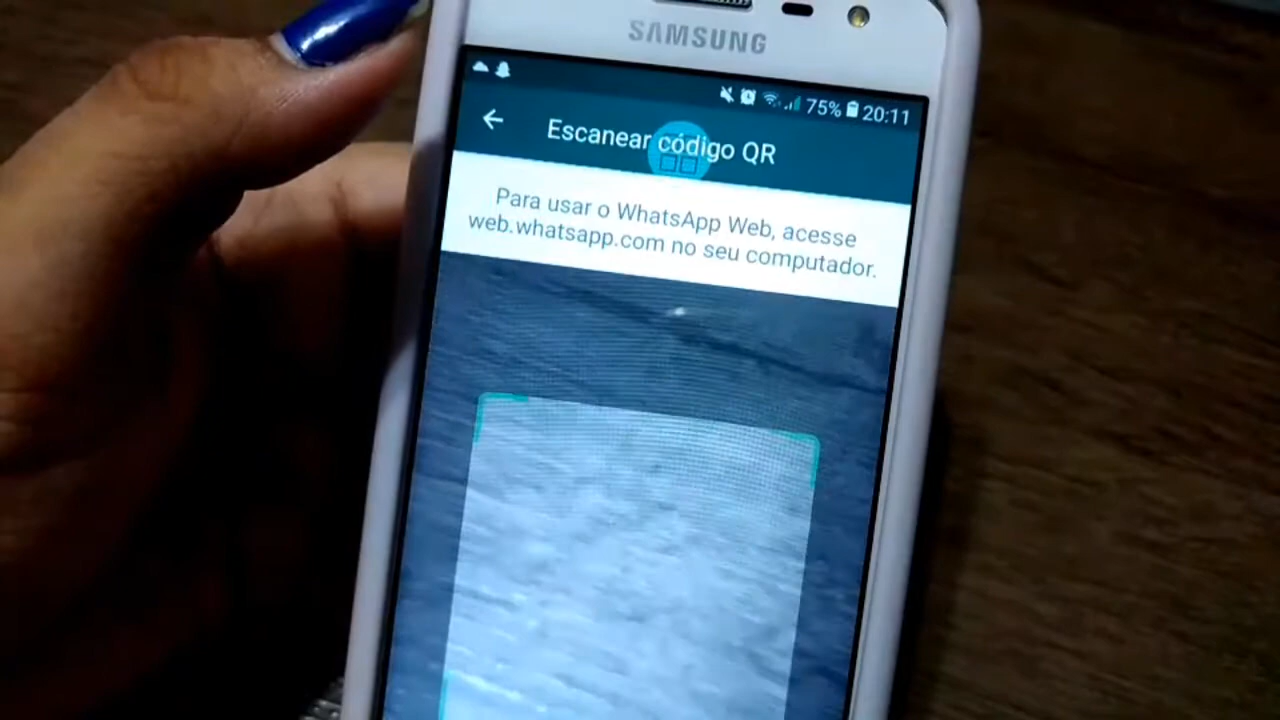 SAMSUNG
75% 20:11
Escanear código QR
Para usar o WhatsApp Web, acesse
web.whatsapp.com no seu computador.